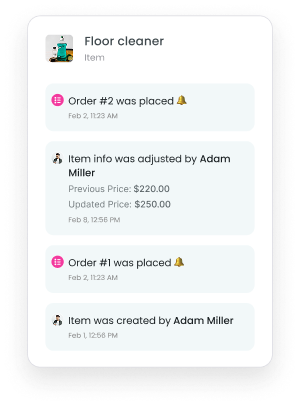 Floor cleaner
Item
Order #2 was placed 🔔
Feb 2, 11:23 AM
Item info was adjusted by Adam
Miller
Previous Price: $220.00
Updated Price: $250.00
Feb 8, 12:56 PM
Order #1 was placed 🔔
Feb 2, 11:23 AM
Item was created by Adam Miller
Feb 1, 12:56 PM